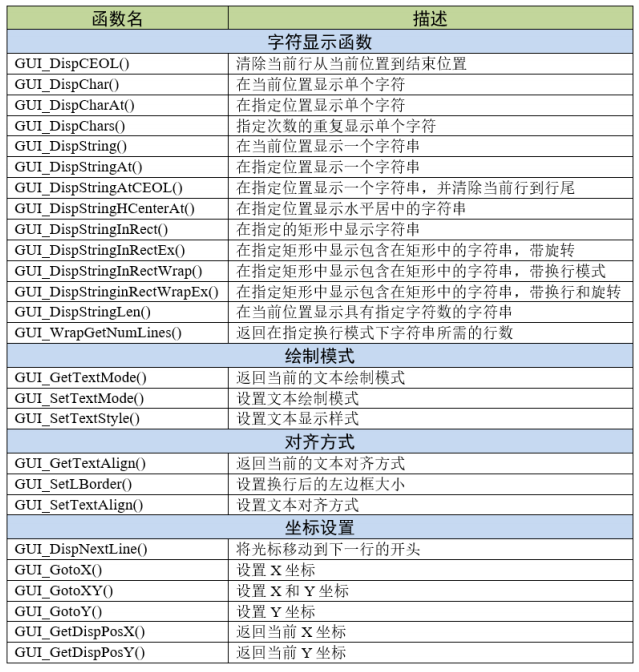 函数名 描述
字符显示函数
GUI_DispCEOL() 清除当前行从当前位置到结束位置
GUI_DispChar() 在当前位置显示单个字符
GUI_DispCharAt() 在指定位置显示单个字符
GUI_DispChars() 指定次数的重复显示单个字符
GUI_DispString() 在当前位置显示一个字符串
GUI_DispStringAt() 在指定位置显示一个字符串
GUI_DispStringAtCEOL() 在指定位置显示一个字符串，并清除当前行到行尾
GUI_DispStringHCenterAt() 在指定位置显示水平居中的字符串
GUI_DispStringInRect() 在指定的矩形中显示字符串
GUI_DispStringInRectEx() 在指定矩形中显示包含在矩形中的字符串，带旋转
GUI_DispStringInRectWrap() 在指定矩形中显示包含在矩形中的字符串，带换行模式
GUI_DispStringinRectWrapEx() 在指定矩形中显示包含在矩形中的字符串，带换行和旋转
GUI_DispStringLen() 在当前位置显示具有指定字符数的字符串
GUI_WrapGetNumLines() 返回在指定换行模式下字符串所需的行数
绘制模式
GUI_GetTextMode() 返回当前的文本绘制模式
GUI_SetTextMode() 设置文本绘制模式
GUI_SetTextStyle() 设置文本显示样式
对齐方式
GUI_GetTextAlign() 返回当前的文本对齐方式
GUI_SetLBorder() 设置换行后的左边框大小
GUI_SetTextAlign() 设置文本对齐方式
坐标设置
GUI_DispNextLine() 将光标移动到下一行的开头
GUI_GotoX() 设置 X 坐标
GUI_GotoXY() 设置 X 和 Y 坐标
GUI_GotoY() 设置 Y 坐标
GUI_GetDispPosX() 返回当前 X 坐标
GUI_GetDispPosY() 返回当前 Y 坐标